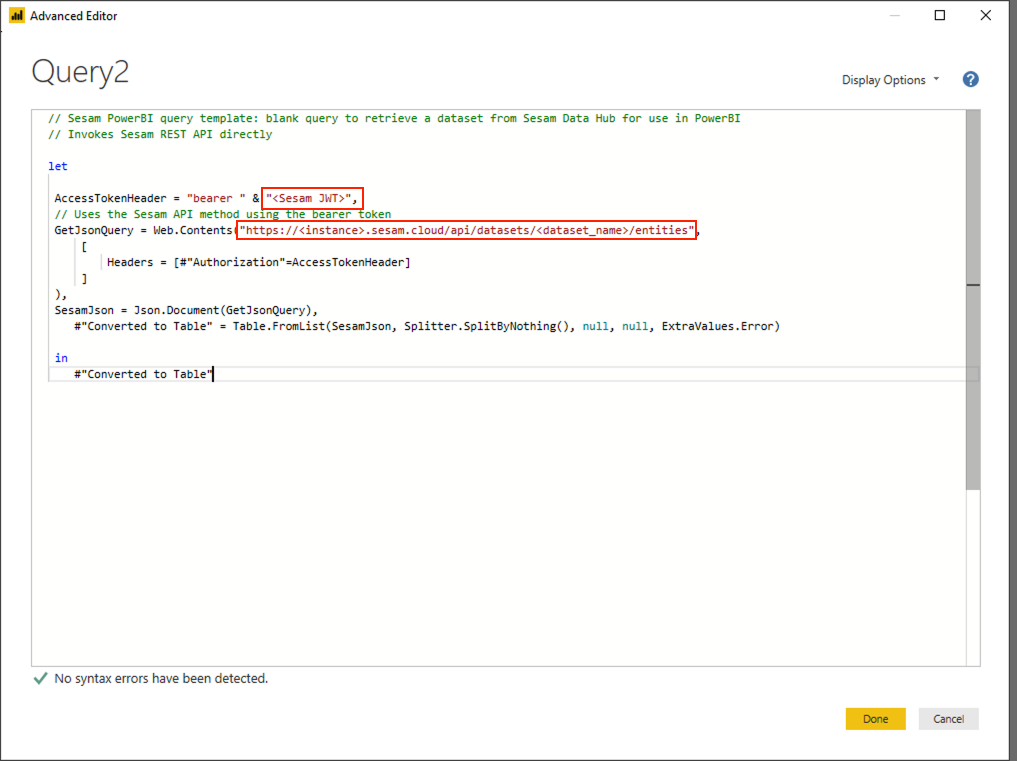 Advanced Editor
Query2
Display Options
?
// Sesam PowerBI query template: blank query to retrieve a dataset from Sesam Data Hub for use in PowerBI
// Invokes Sesam REST API directly
let
AccessTokenHeader = "bearer " & "<Sesam JWT>",
// Uses the Sesam API method using the bearer token
GetJsonQuery = Web.Contents("https://<instance>.sesam.cloud/api/datasets/<dataset_name>/entities",
[
Headers = [#"Authorization"=AccessTokenHeader]
]
),
SesamJson = Json.Document(GetJsonQuery),
#"Converted to Table" = Table.FromList(SesamJson, Splitter.SplitByNothing(), null, null, ExtraValues.Error)
in
#"Converted to Table"
No syntax errors have been detected.
Done Cancel